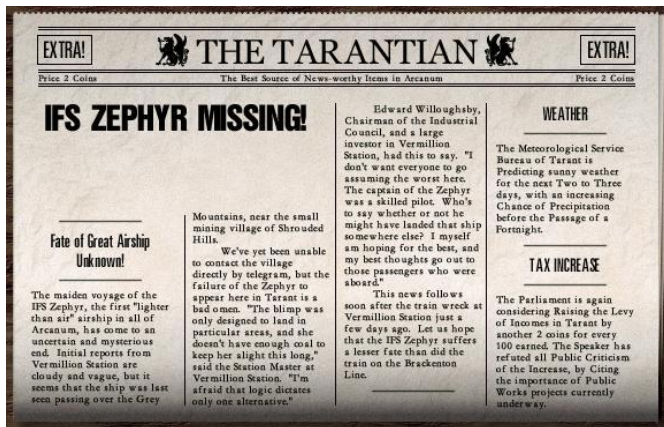 EXTRA!
THE TARANTIAN
EXTRA!
Price 2 Coins
The Best Source of News-worthy Items in Arcanum
Price 2 Coins
IFS ZEPHYR MISSING!
Fate of Great Airship
Unknown!
The maiden voyage of the
IFS Zephyr, the first "lighter
than air" airship in all of
Arcanum, has come to an
uncertain and mysterious
end. Initial reports from
Vermillion Station are
cloudy and vague, but it
seems that the ship was last
seen passing over the Grey
Mountains, near the small
mining village of Shrouded
Hills.
We've yet been unable
to contact the village
directly by telegram, but the
failure of the Zephyr to
appear here in Tarant is a
bad omen. "The blimp was
only designed to land in
particular areas, and she
doesn't have enough coal to
keep her alight this long,"
said the Station Master at
Vermillion Station. "I'm
afraid that logic dictates
only one alternative."
Edward Willoughsby,
Chairman of the Industrial
Council, and a large
investor in Vermillion
Station, had this to say. "I
don't want everyone to go
assuming the worst here.
The captain of the Zephyr
was a skilled pilot. Who's
to say whether or not he
might have landed that ship
somewhere else? I myself
am hoping for the best, and
my best thoughts go out to
those passengers who were
aboard."
This news follows
soon after the train wreck at
Vermillion Station just a
few days ago. Let us hope
that the IFS Zephyr suffers
a lesser fate than did the
train on the Brackenton
Line.
WEATHER
The Meteorological Service
Bureau of Tarant is
Predicting sunny weather
for the next Two to Three
days, with an increasing
Chance of Precipitation
before the Passage of a
Fortnight.
TAX INCREASE
The Parliament is again
considering Raising the Levy
of Incomes in Tarant by
another 2 coins for every
100 earned. The Speaker has
refuted all Public Criticism
of the Increase, by Citing
the importance of Public
Works projects currently
underway.